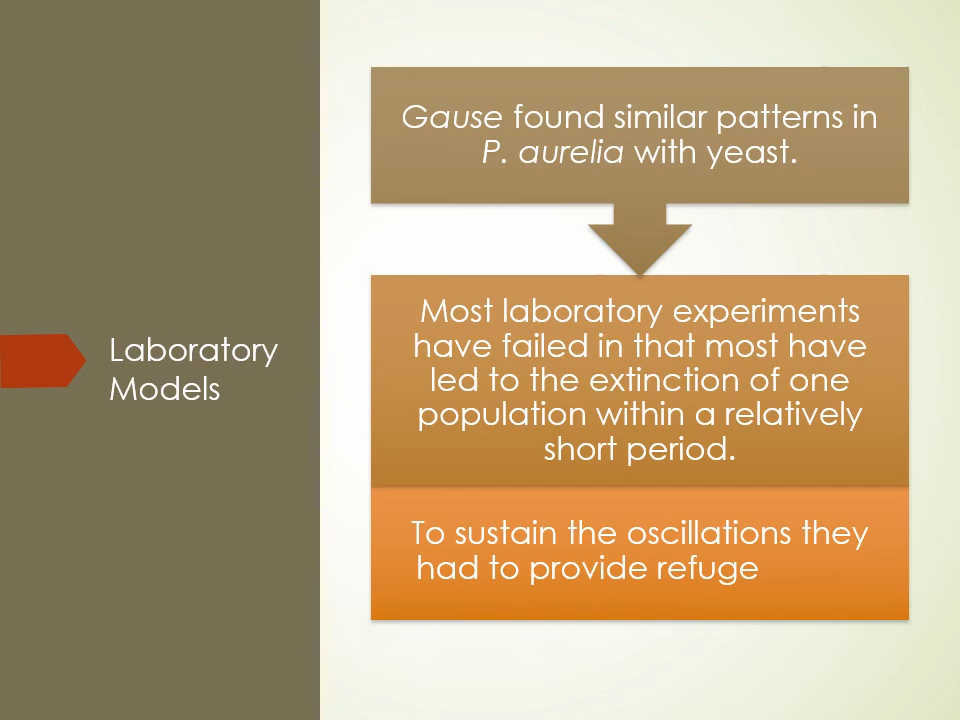 Laboratory
Models
Gause found similar patterns in
P. aurelia with yeast.
Most laboratory experiments
have failed in that most have
led to the extinction of one
population within a relatively
short period.
To sustain the oscillations they
had to provide refuge